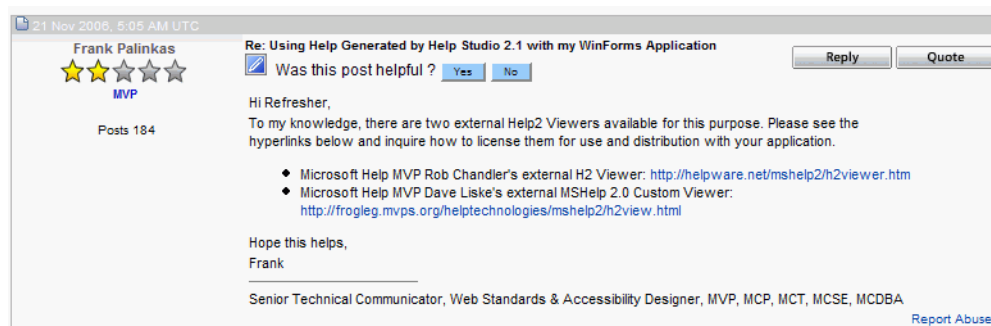 21 Nov 2006, 5:05 AM UTC
Frank Palinkas
MVP
Posts 184
Re: Using Help Generated by Help Studio 2.1 with my WinForms Application
Was this post helpful ? Yes No
Reply Quote
Hi Refresher,
To my knowledge, there are two external Help2 Viewers available for this purpose. Please see the
hyperlinks below and inquire how to license them for use and distribution with your application.
Microsoft Help MVP Rob Chandler's external H2 Viewer: http://helpware.net/mshelp2/h2viewer.htm
Microsoft Help MVP Dave Liske's external MSHelp 2.0 Custom Viewer:
http://frogleg.mvps.org/helptechnologies/mshelp2/h2view.html
Hope this helps,
Frank
Senior Technical Communicator, Web Standards & Accessibility Designer, MVP, MCP, MCT, MCSE, MCDBA
Report Abuse